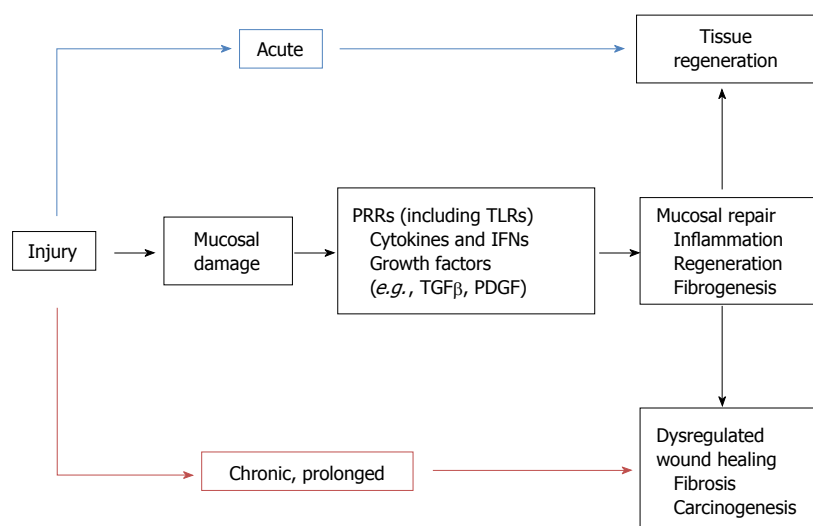 Acute
Tissue
regeneration
Injury
Mucosal
damage
PRRs (including TLRs)
Cytokines and IFNs
Growth factors
(e.g., TGFβ, PDGF)
Mucosal repair
Inflammation
Regeneration
Fibrogenesis
Chronic, prolonged
Dysregulated
wound healing
Fibrosis
Carcinogenesis